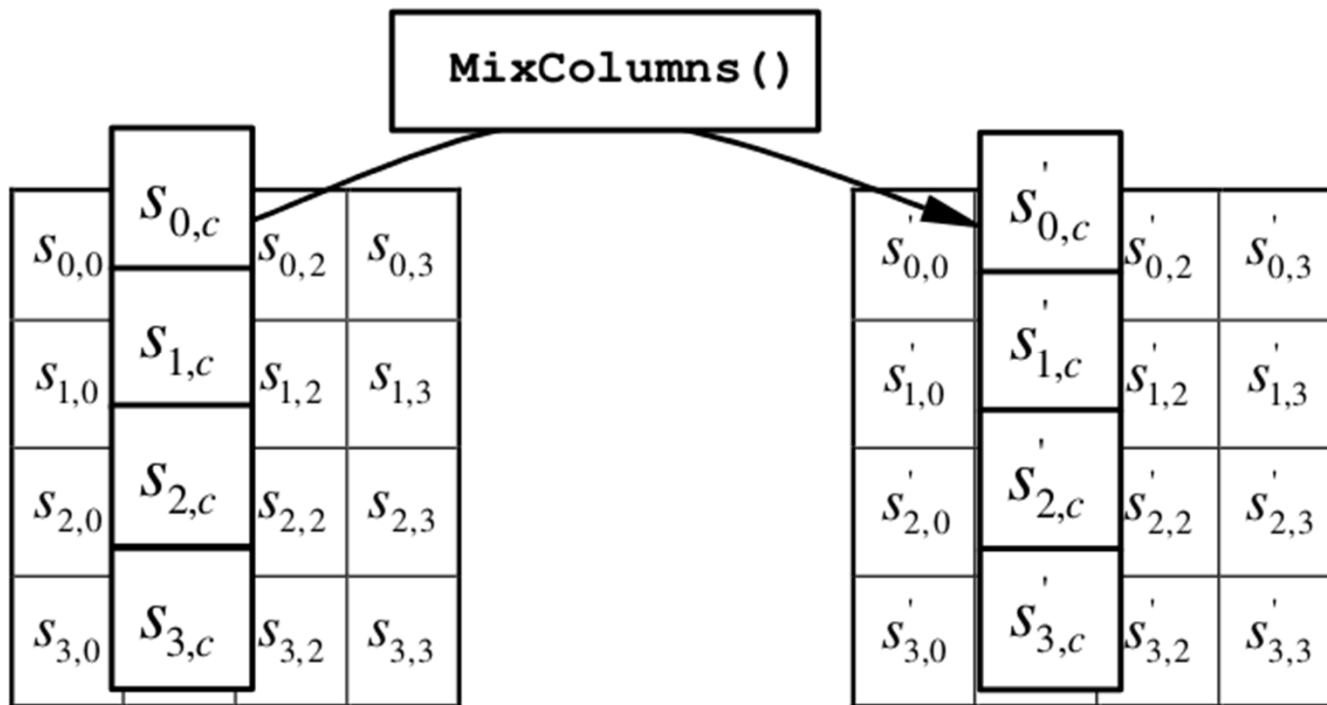 MixColumns()
s0,c s'0,c
s0,0 s0,2 s0,3 s'0,0 s'0,2 s'0,3
s1,c s'1,c
s1,0 s1,2 s1,3 s'1,0 s'1,2 s'1,3
s2,c s'2,c
s2,0 s2,2 s2,3 s'2,0 s'2,2 s'2,3
s3,c s'3,c
s3,0 s3,2 s3,3 s'3,0 s'3,2 s'3,3